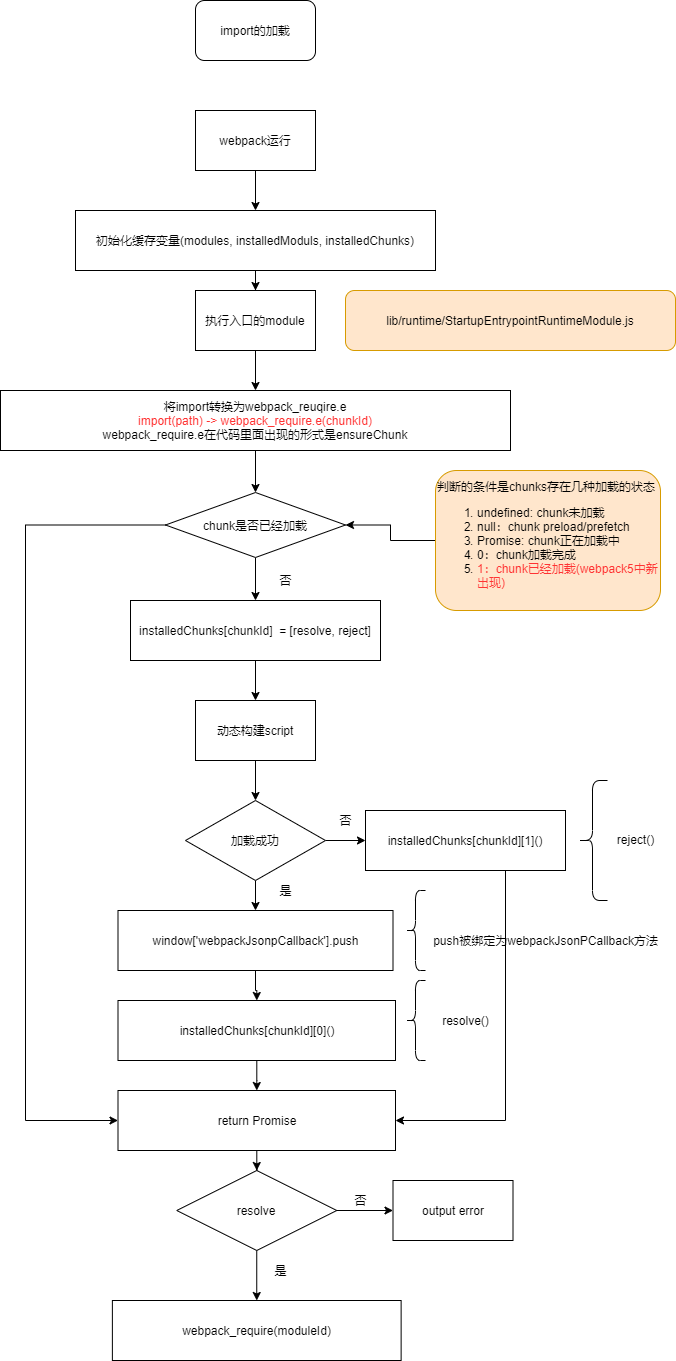 import的加载
webpack运行
初始化缓存变量(modules, installedModuls, installedChunks)
执行入口的module
lib/runtime/StartupEntrypointRuntimeModule.js
将import转换为webpack_reuqire.e
import(path) -> webpack_require.e(chunkId)
webpack_require.e在代码里面出现的形式是ensureChunk
判断的条件是chunks存在几种加载的状态
1. undefined: chunk未加载
2. null：chunk preload/prefetch
3. Promise: chunk正在加载中
4. 0：chunk加载完成
5. 1：chunk已经加载(webpack5中新
出现)
chunk是否已经加载
否
installedChunks[chunkId]  = [resolve, reject]
动态构建script
加载成功
否
installedChunks[chunkId][1]()
reject()
是
window['webpackJsonpCallback'].push
push被绑定为webpackJsonPCallback方法
installedChunks[chunkId][0]()
resolve()
return Promise
resolve
否
output error
是
webpack_require(moduleId)